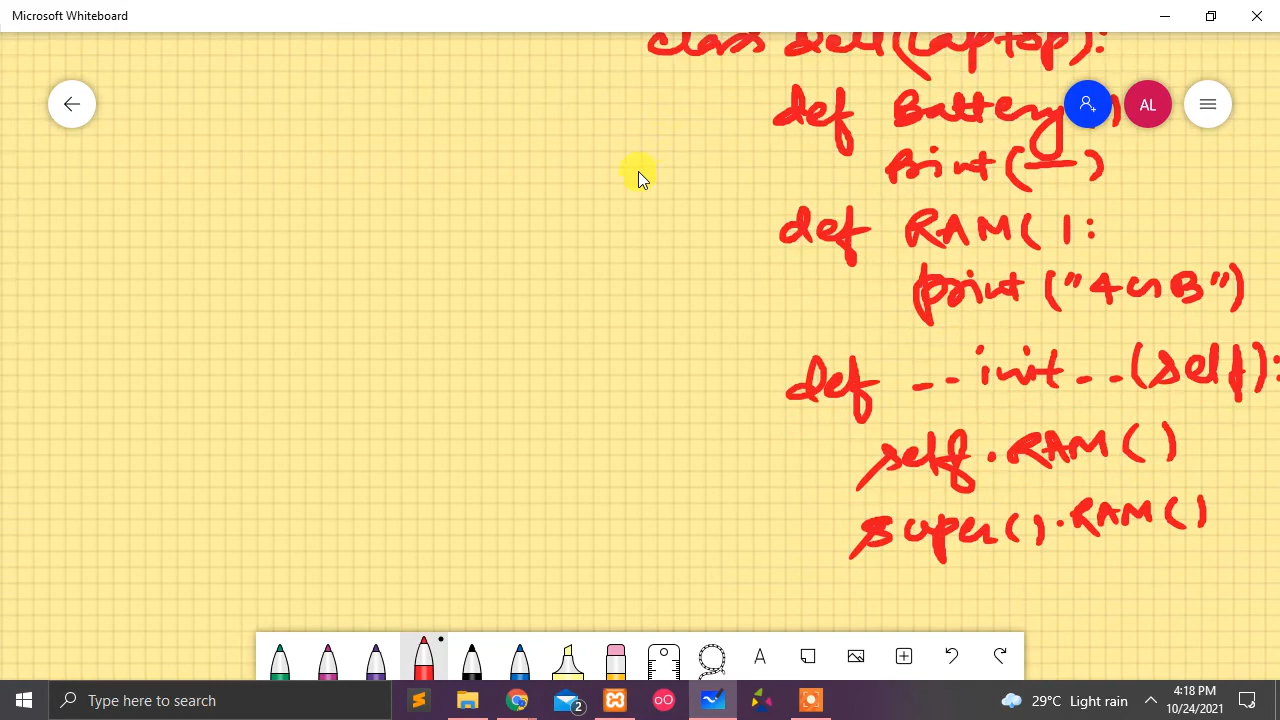 Microsoft Whiteboard
class dell(Laptop):
AL
def Battery
print(—)
def RAM( ):
print("4GB")
def __init__(self):
self.RAM()
super().RAM()
A
Type here to search
2
29°C Light rain
4:18 PM
10/24/2021